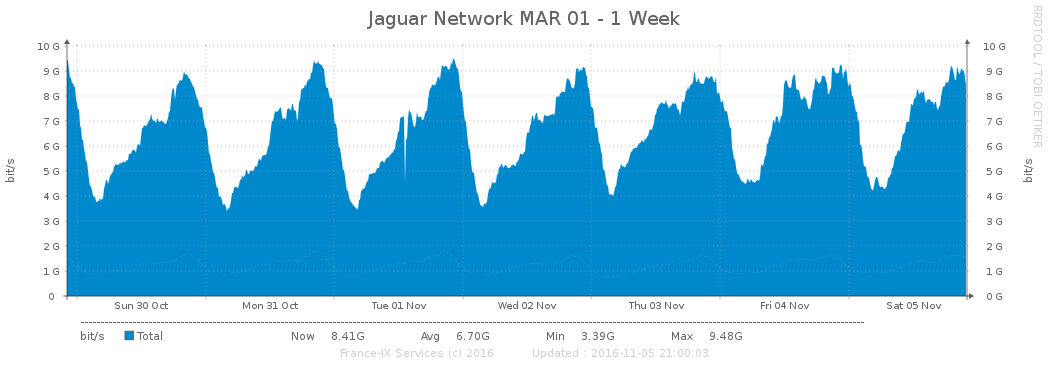 Jaguar Network MAR 01 - 1 Week
RRDTOOL / TOBI OETIKER
10 G 10 G
9 G 9 G
8 G 8 G
7 G 7 G
6 G 6 G
5 G 5 G
4 G 4 G
3 G 3 G
2 G 2 G
1 G 1 G
0 0 G
bit/s bit/s
Sun 30 Oct Mon 31 Oct Tue 01 Nov Wed 02 Nov Thu 03 Nov Fri 04 Nov Sat 05 Nov
bit/s Total Now 8.41G Avg 6.70G Min 3.39G Max 9.48G
France-IX Services (c) 2016 Updated : 2016-11-05 21:00:03